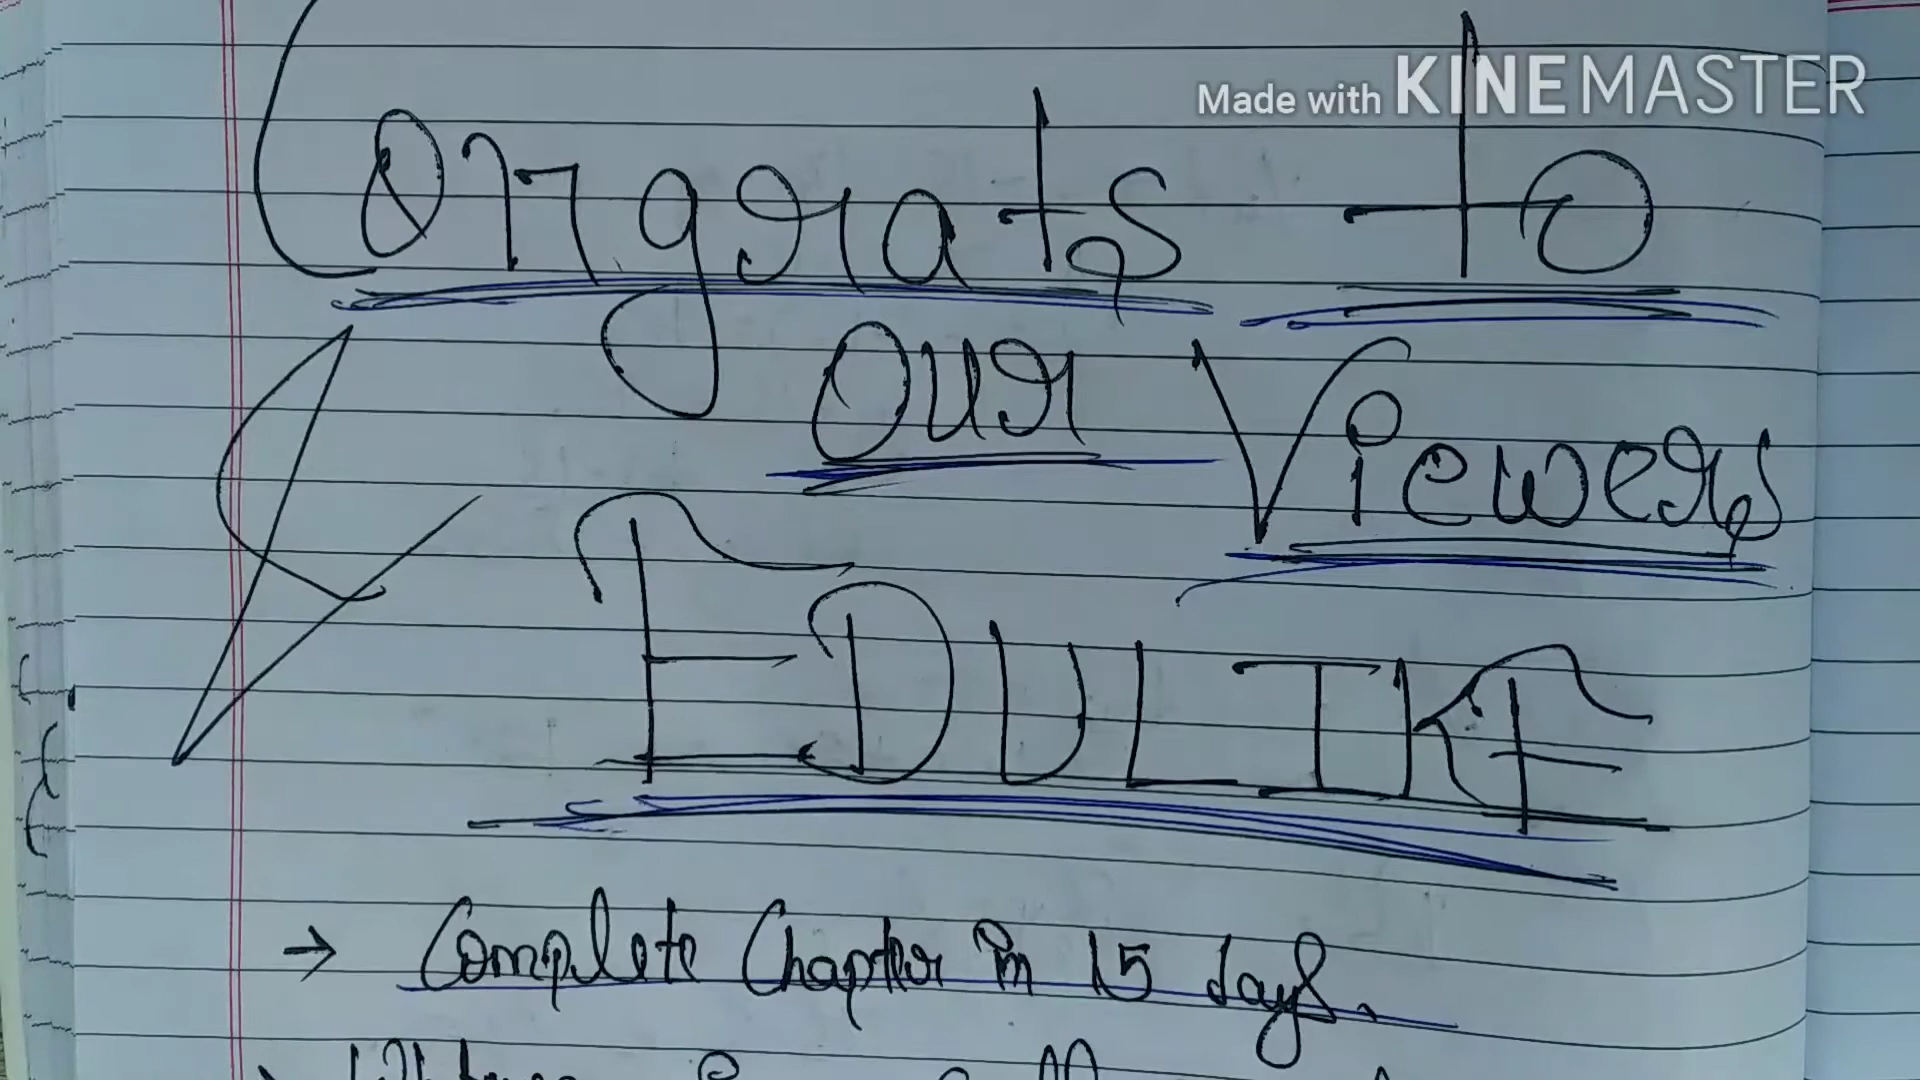 Made with KINEMASTER
Congrats to
our Viewers
EDULIKE
→ Complete Chapter in 15 days.